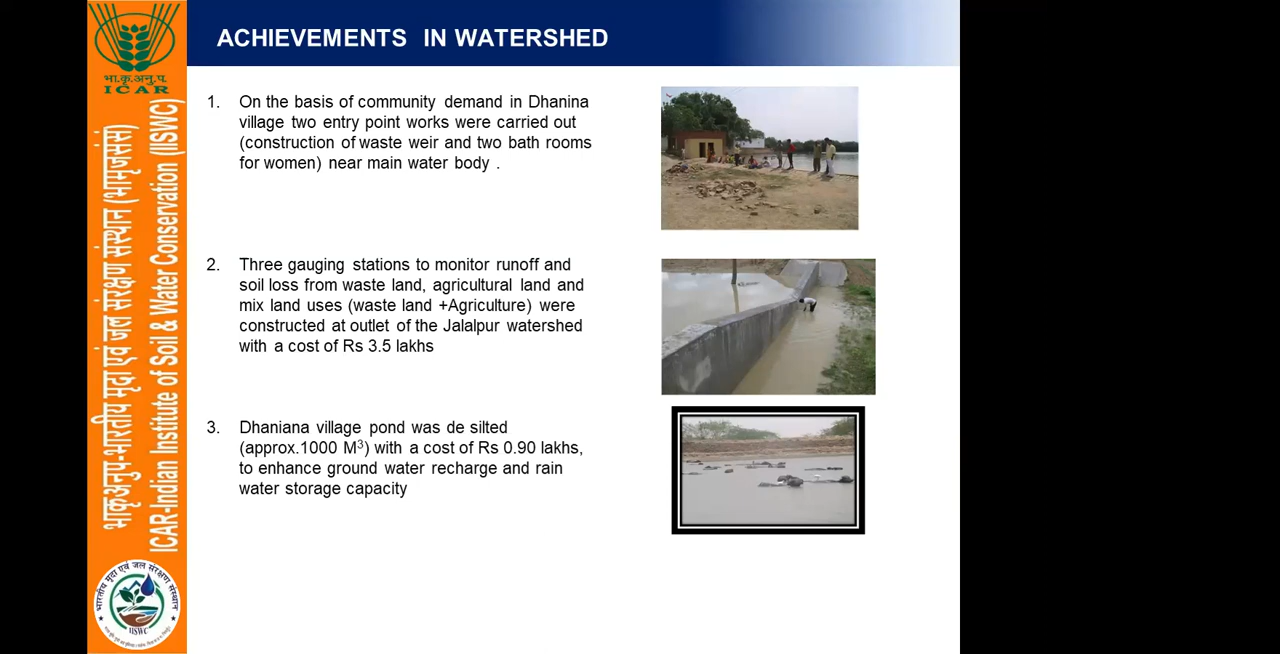 भा.कृ.अनु.प.
ICAR
भाकृअनुप-भारतीय मृदा एवं जल संरक्षण संस्थान (भामृजसंसं)
ICAR-Indian Institute of Soil & Water Conservation (IISWC)
भारतीय मृदा एवं जल संरक्षण संस्थान
IISWC
ACHIEVEMENTS IN WATERSHED
1. On the basis of community demand in Dhanina
village two entry point works were carried out
(construction of waste weir and two bath rooms
for women) near main water body .
2. Three gauging stations to monitor runoff and
soil loss from waste land, agricultural land and
mix land uses (waste land +Agriculture) were
constructed at outlet of the Jalalpur watershed
with a cost of Rs 3.5 lakhs
3. Dhaniana village pond was de silted
(approx.1000 M³) with a cost of Rs 0.90 lakhs,
to enhance ground water recharge and rain
water storage capacity